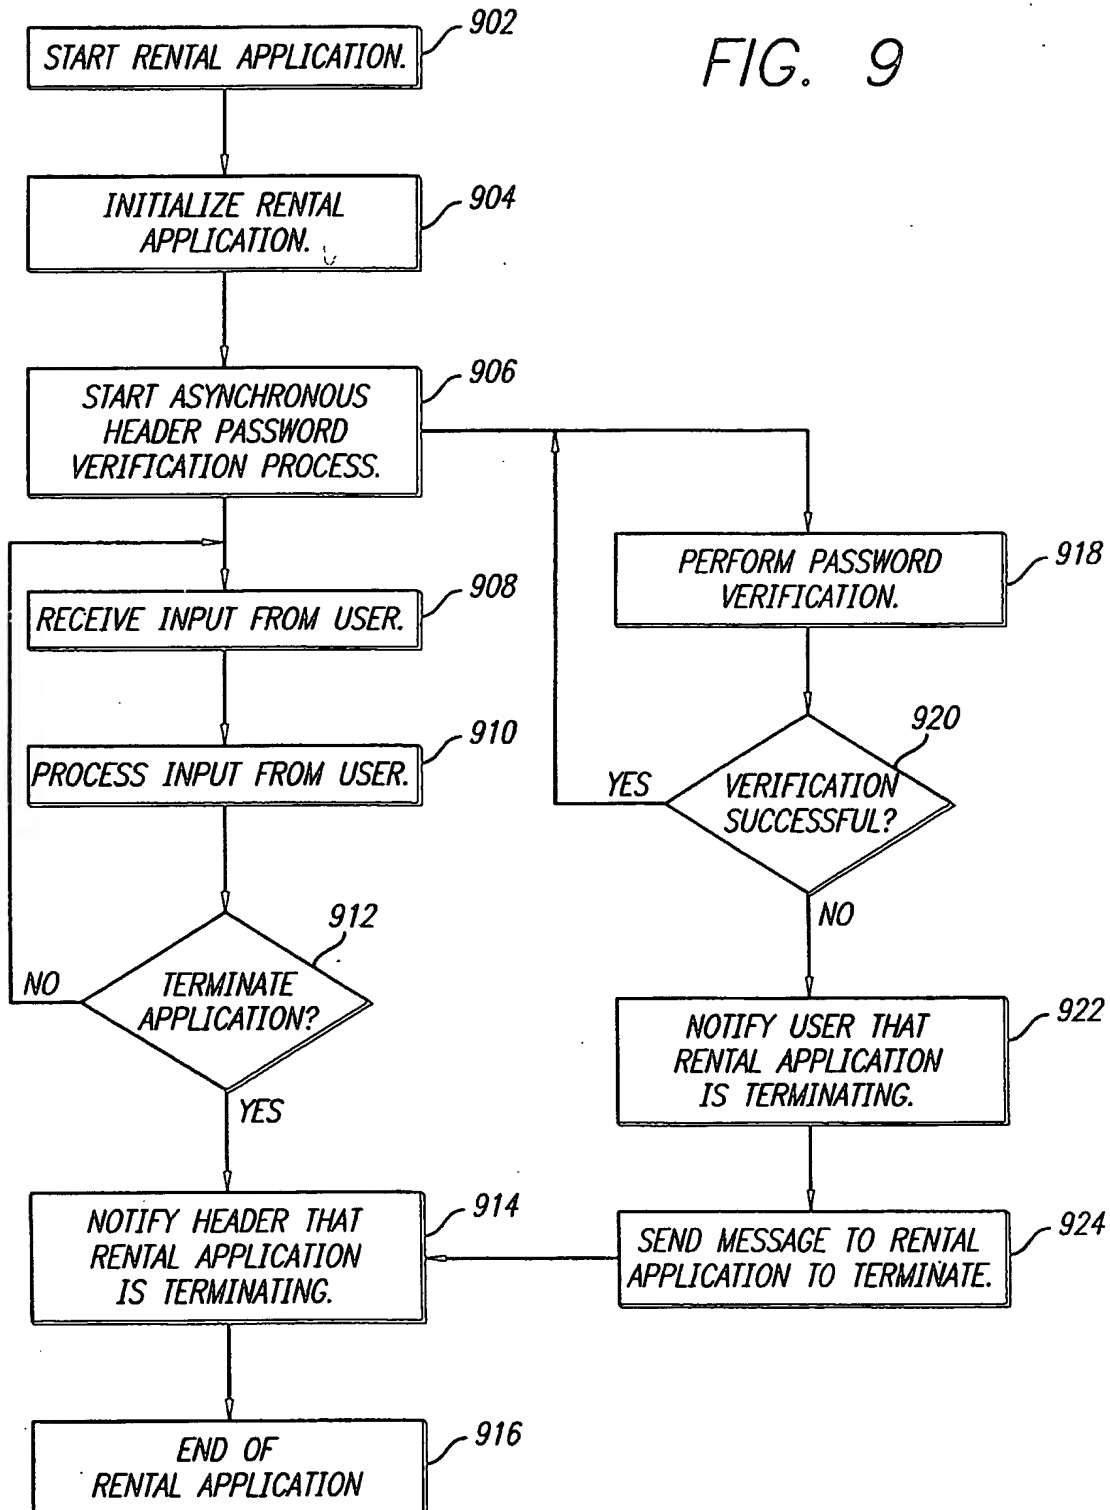 FIG. 9
902
START RENTAL APPLICATION.
904
INITIALIZE RENTAL
APPLICATION.
906
START ASYNCHRONOUS
HEADER PASSWORD
VERIFICATION PROCESS.
908
RECEIVE INPUT FROM USER.
910
PROCESS INPUT FROM USER.
912
TERMINATE
APPLICATION?
NO
YES
914
NOTIFY HEADER THAT
RENTAL APPLICATION
IS TERMINATING.
916
END OF
RENTAL APPLICATION
918
PERFORM PASSWORD
VERIFICATION.
920
VERIFICATION
SUCCESSFUL?
YES
NO
922
NOTIFY USER THAT
RENTAL APPLICATION
IS TERMINATING.
924
SEND MESSAGE TO RENTAL
APPLICATION TO TERMINATE.